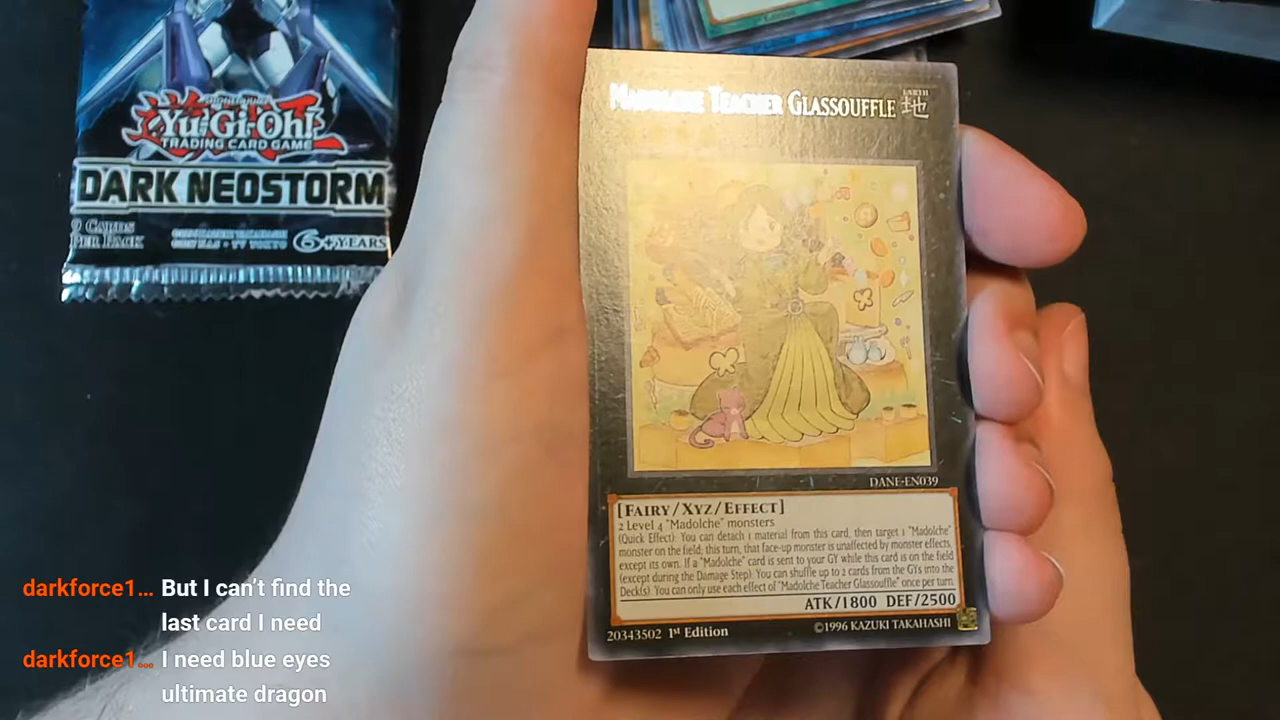 SHONEN JUMP
Yu-Gi-Oh!
TRADING CARD GAME
DARK NEOSTORM
9 CARDS
PER PACK
6+ YEARS
MADOLCHE TEACHER GLASSOUFFLE
EARTH
地
DANE-EN039
[FAIRY/XYZ/EFFECT]
2 Level 4 "Madolche" monsters
(Quick Effect): You can detach 1 material from this card, then target 1 "Madolche"
monster on the field; this turn, that face-up monster is unaffected by monster effects,
except its own. If a "Madolche" card is sent to your GY while this card is on the field
(except during the Damage Step): You can shuffle up to 2 cards from the GYs into the
Deck(s). You can only use each effect of "Madolche Teacher Glassouffle" once per turn.
ATK/1800 DEF/2500
20343502 1st Edition
©1996 KAZUKI TAKAHASHI
darkforce1… But I can't find the
last card I need
darkforce1… I need blue eyes
ultimate dragon